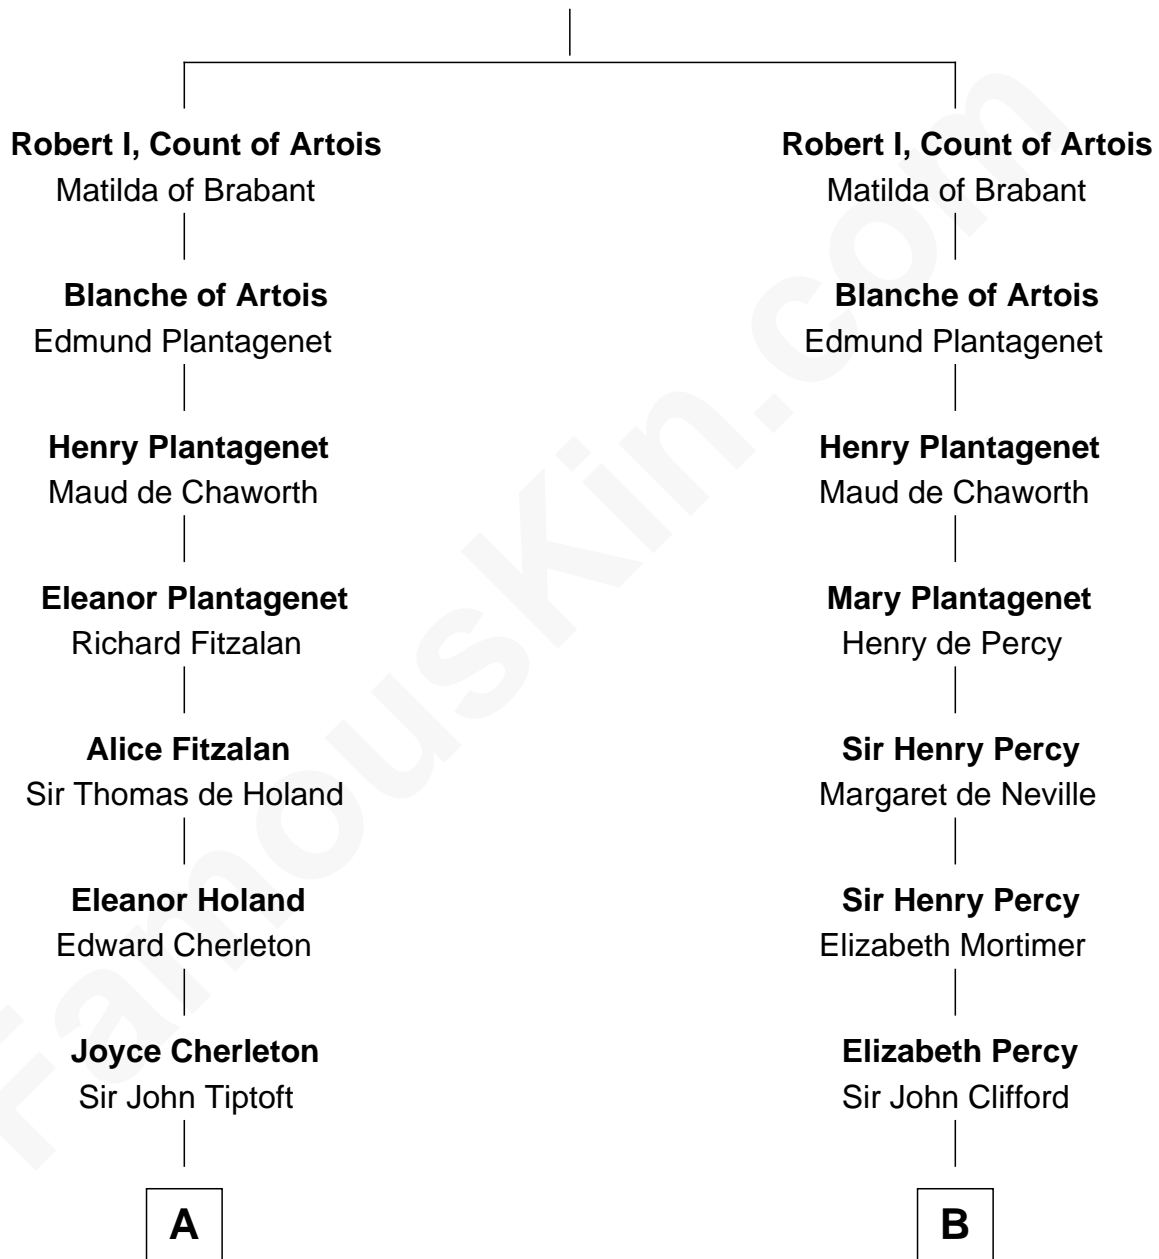 Robert I, Count of Artois
Matilda of Brabant
Blanche of Artois
Edmund Plantagenet
Henry Plantagenet
Maud de Chaworth
Eleanor Plantagenet
Richard Fitzalan
Alice Fitzalan
Sir Thomas de Holand
Eleanor Holand
Edward Cherleton
Joyce Cherleton
Sir John Tiptoft
A
Robert I, Count of Artois
Matilda of Brabant
Blanche of Artois
Edmund Plantagenet
Henry Plantagenet
Maud de Chaworth
Mary Plantagenet
Henry de Percy
Sir Henry Percy
Margaret de Neville
Sir Henry Percy
Elizabeth Mortimer
Elizabeth Percy
Sir John Clifford
B
FamousKin.com